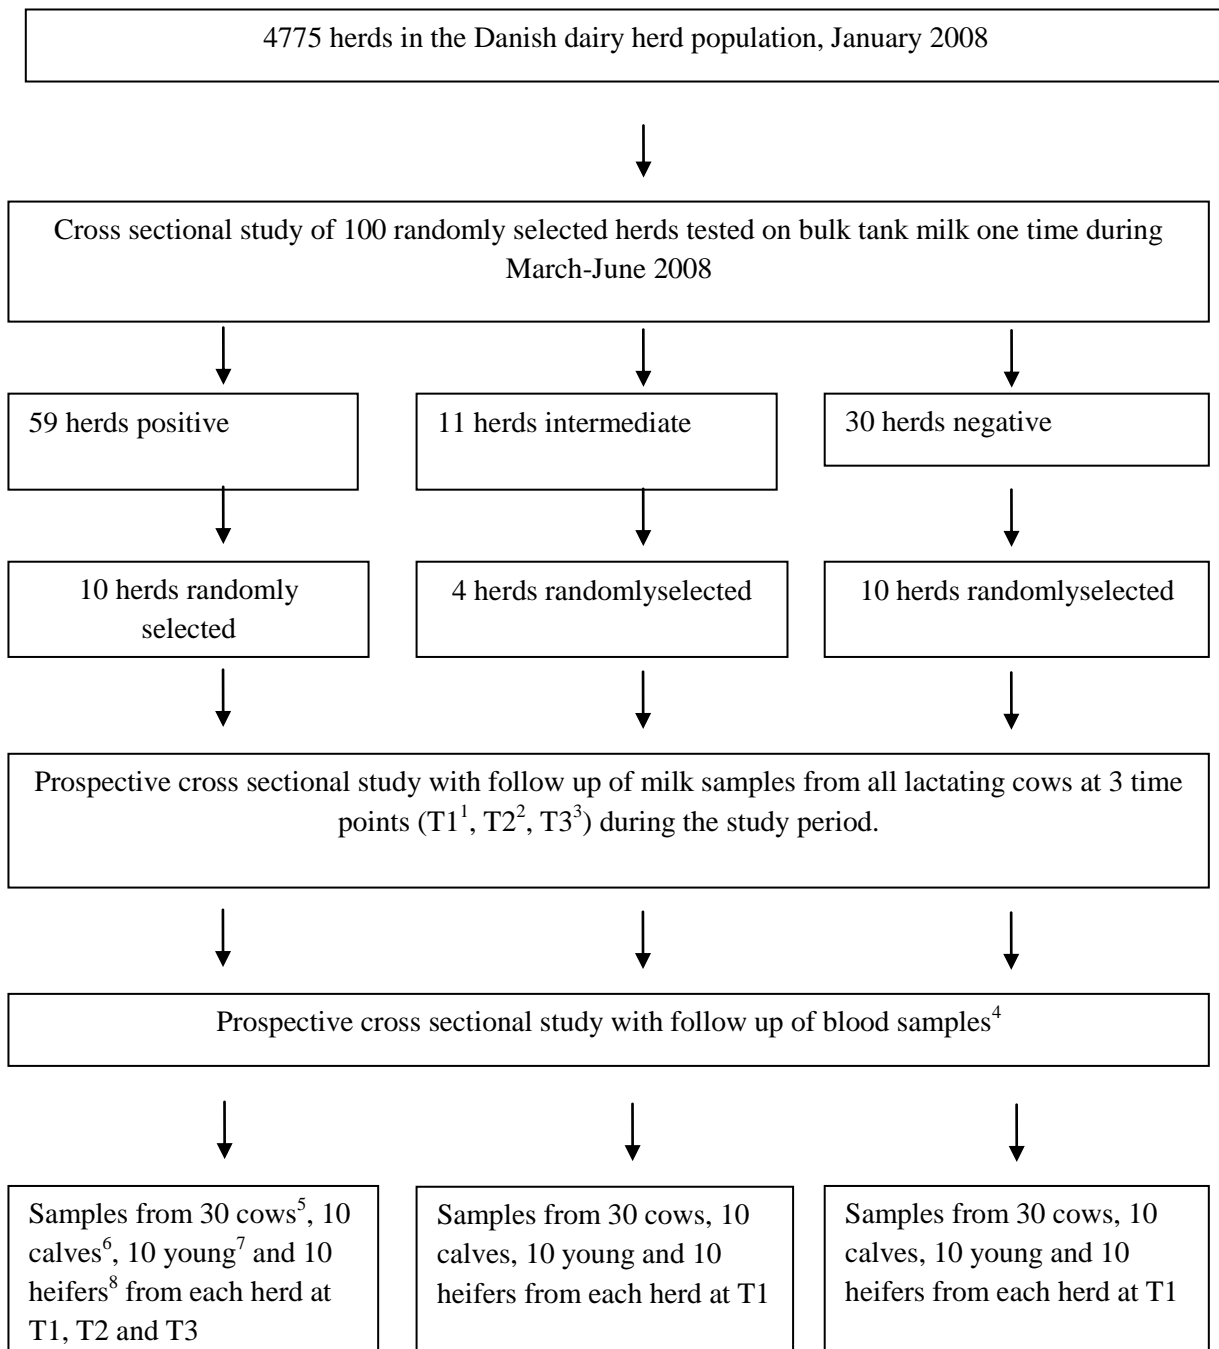 4775 herds in the Danish dairy herd population, January 2008
Cross sectional study of 100 randomly selected herds tested on bulk tank milk one time during
March-June 2008
59 herds positive
11 herds intermediate
30 herds negative
10 herds randomly
selected
4 herds randomlyselected
10 herds randomlyselected
Prospective cross sectional study with follow up of milk samples from all lactating cows at 3 time
points (T1¹, T2², T3³) during the study period.
Prospective cross sectional study with follow up of blood samples⁴
Samples from 30 cows⁵, 10
calves⁶, 10 young⁷ and 10
heifers⁸ from each herd at
T1, T2 and T3
Samples from 30 cows, 10
calves, 10 young and 10
heifers from each herd at T1
Samples from 30 cows, 10
calves, 10 young and 10
heifers from each herd at T1